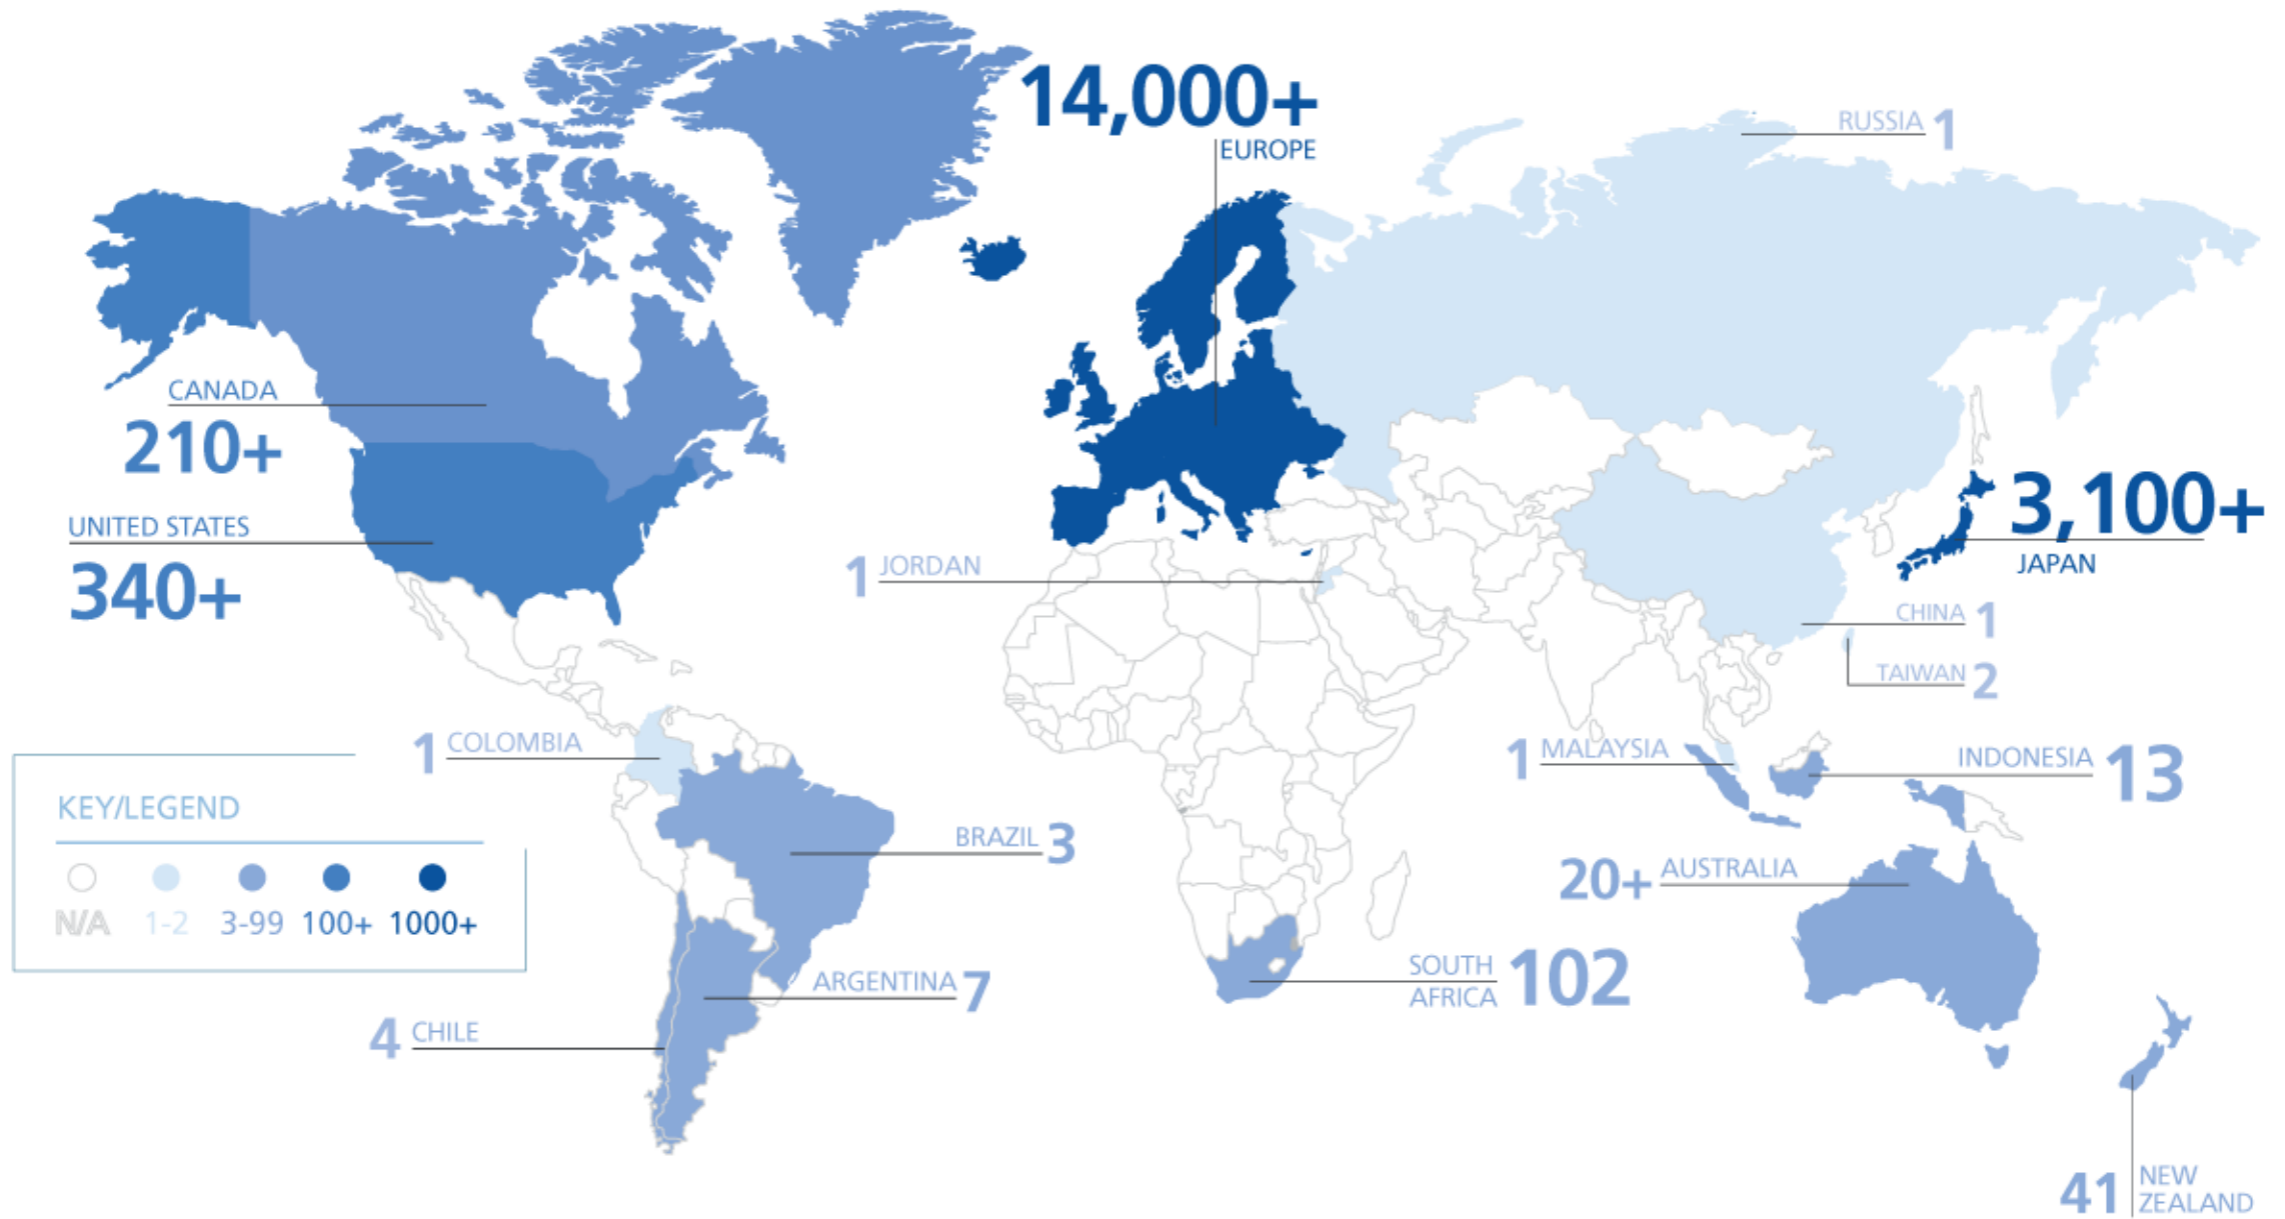 14,000+
EUROPE
RUSSIA 1
CANADA
210+
UNITED STATES
340+
3,100+
JAPAN
1 JORDAN
CHINA 1
TAIWAN 2
1 COLOMBIA
1 MALAYSIA
INDONESIA 13
KEY/LEGEND
N/A 1-2 3-99 100+ 1000+
BRAZIL 3
20+ AUSTRALIA
SOUTH
AFRICA 102
ARGENTINA 7
4 CHILE
41 NEW
ZEALAND